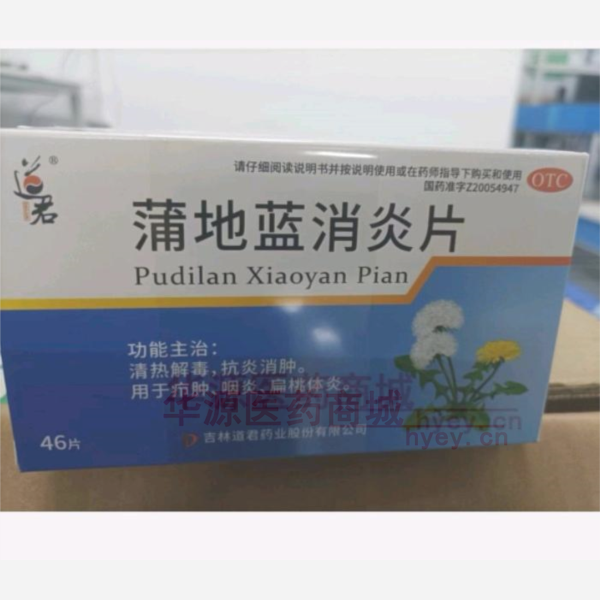 道君®
请仔细阅读说明书并按说明使用或在药师指导下购买和使用
国药准字Z20054947
OTC
蒲地蓝消炎片
Pudilan Xiaoyan Pian
功能主治：
清热解毒，抗炎消肿。
用于疖肿、咽炎、扁桃体炎。
华源医药商城
hyey.cn
46片
吉林道君药业股份有限公司